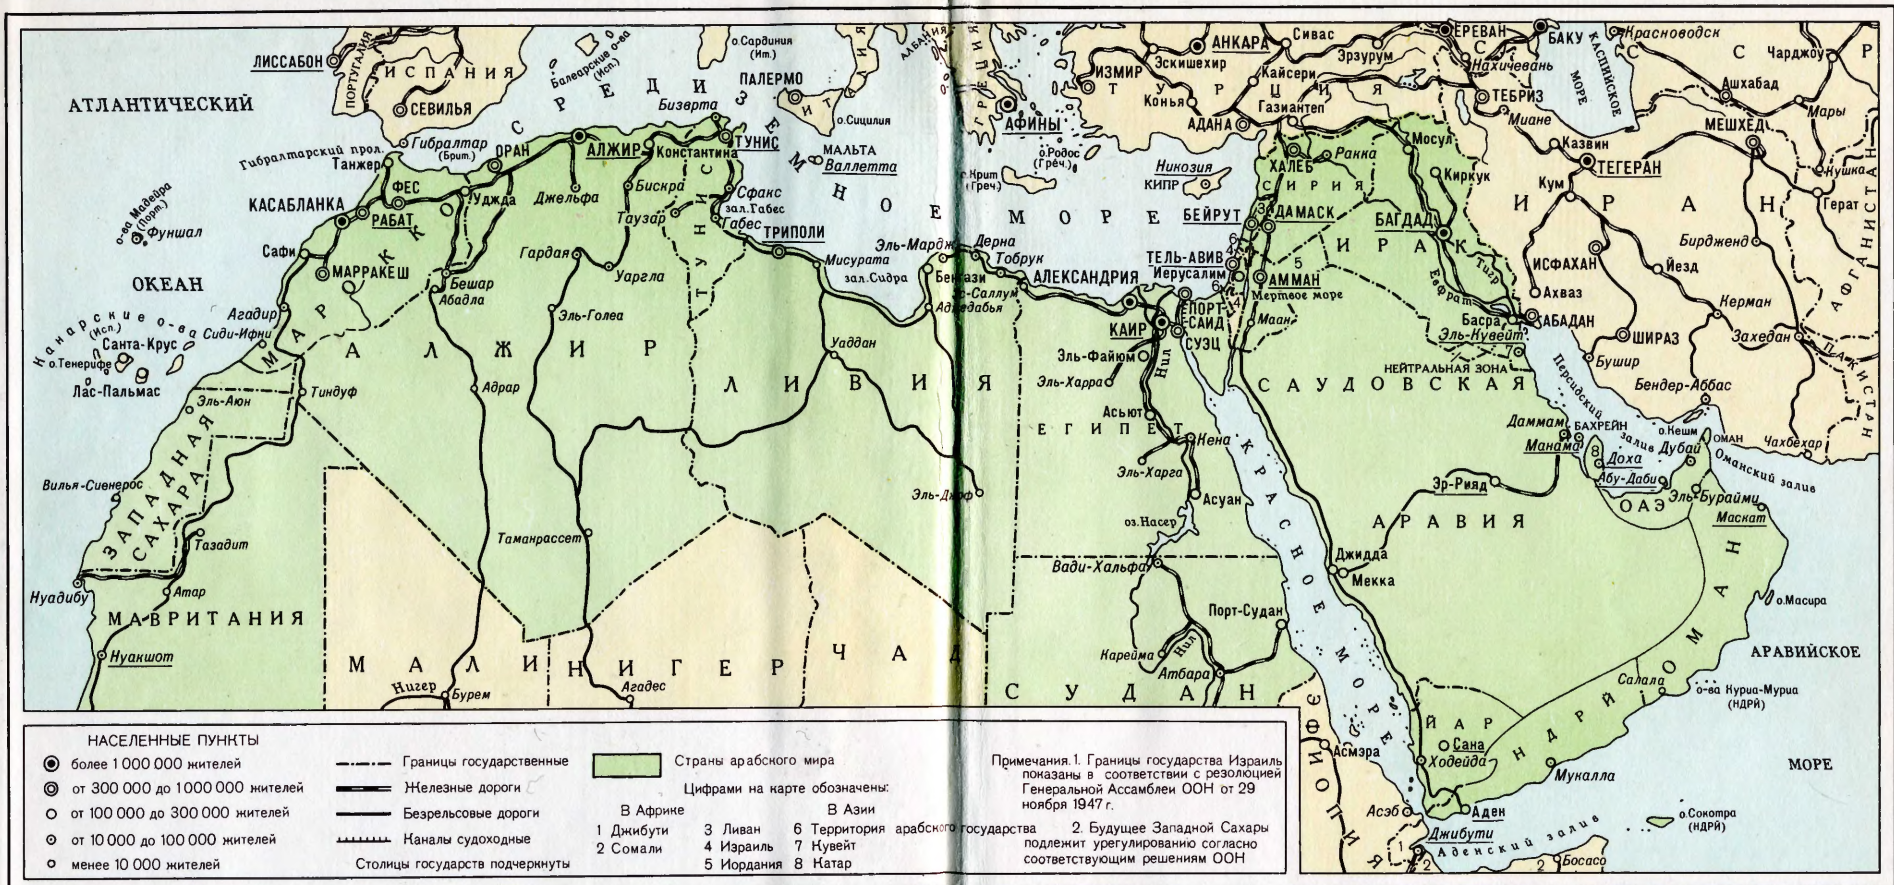 ЛИССАБОН
ПОРТУГАЛИЯ
ИСПАНИЯ
СЕВИЛЬЯ
Балеарские о-ва
(Исп.)
о.Сардиния
(Ит.)
ПАЛЕРМО
ИТАЛИЯ
о.Сицилия
АЛБАНИЯ
ГРЕЦИЯ
АФИНЫ
о.Родос
(Греч.)
о.Крит
(Греч.)
АНКАРА
Эскишехир
Сивас
Эрзурум
ИЗМИР
ТУРЦИЯ
Кайсери
Конья
Газиантеп
АДАНА
ЕРЕВАН
Нахичевань
БАКУ
КАСПИЙСКОЕ
МОРЕ
Красноводск
С С Р
Чарджоу
Ашхабад
Мары
ТЕБРИЗ
Миане
МЕШХЕД
Кушка
Казвин
ТЕГЕРАН
Кум
ИРАН
Герат
АФГАНИСТАН
Бирдженд
ИСФАХАН
Йезд
Ахваз
Керман
АБАДАН
ШИРАЗ
Захедан
ПАКИСТАН
Бушир
Бендер-Аббас
о.Кешм
Чахбехар
АТЛАНТИЧЕСКИЙ
ОКЕАН
СРЕДИЗЕМНОЕ МОРЕ
Гибралтарский прол.
Гибралтар
(Брит.)
Танжер
ОРАН
АЛЖИР
Константина
Бизерта
ТУНИС
МАЛЬТА
Валлетта
Никозия
КИПР
о-ва Мадейра
(Порт.)
Фуншал
КАСАБЛАНКА
РАБАТ
ФЕС
Уджда
Джельфа
Бискра
Таузар
Сфакс
зал.Габес
Габес
ТРИПОЛИ
Мисурата
зал.Сидра
Эль-Мардж
Дерна
Тобрук
Бенгази
Эс-Саллум
Аджедабья
Сафи
МАРРАКЕШ
МАРОККО
Агадир
Сиди-Ифни
Бешар
Абадла
Гардая
Уаргла
Эль-Голеа
ТУНИС
Канарские о-ва
(Исп.)
Санта-Крус
о.Тенерифе
Лас-Пальмас
АЛЖИР
Адрар
Тиндуф
Таманрассет
ЛИВИЯ
Уаддан
Эль-Джоф
Эль-Аюн
ЗАПАДНАЯ
САХАРА
Вилья-Сиснерос
Тазадит
Нуадибу
Атар
МАВРИТАНИЯ
Нуакшот
МАЛИ
Нигер
Бурем
НИГЕР
Агадес
ЧАД
АЛЕКСАНДРИЯ
КАИР
ПОРТ-
САИД
СУЭЦ
Эль-Файюм
Нил
Эль-Харра
Асьют
ЕГИПЕТ
Кена
Эль-Харга
Асуан
оз.Насер
Вади-Хальфа
Порт-Судан
Карейма
Нил
Атбара
СУДАН
КРАСНОЕ МОРЕ
ХАЛЕБ
Ракка
СИРИЯ
БЕЙРУТ
3
ДАМАСК
ТЕЛЬ-АВИВ
Иерусалим
6
4
6
4
5
АММАН
Мертвое море
Маан
Мосул
Киркук
БАГДАД
ИРАК
Тигр
Евфрат
Басра
Эль-Кувейт
7
НЕЙТРАЛЬНАЯ ЗОНА
САУДОВСКАЯ
АРАВИЯ
Персидский залив
Даммам
БАХРЕЙН
Манама
8
Доха
Дубай
ОМАН
Абу-Даби
Эль-Бурайми
ОАЭ
Оманский залив
Маскат
Эр-Рияд
Джидда
Мекка
ОМАН
о.Масира
АРАВИЙСКОЕ
МОРЕ
Салала
о-ва Куриа-Муриа
(НДРЙ)
ЙАР
Сана
Ходейда
НДРЙ
Мукалла
Аден
о.Сокотра
(НДРЙ)
ЭФИОПИЯ
Асмэра
Асэб
Джибути
1
2
Аденский залив
2
Босасо
НАСЕЛЕННЫЕ ПУНКТЫ
более 1 000 000 жителей
от 300 000 до 1 000 000 жителей
от 100 000 до 300 000 жителей
от 10 000 до 100 000 жителей
менее 10 000 жителей
Границы государственные
Железные дороги
Безрельсовые дороги
Каналы судоходные
Столицы государств подчеркнуты
Страны арабского мира
Цифрами на карте обозначены:
В Африке
1 Джибути
2 Сомали
В Азии
3 Ливан
4 Израиль
5 Иордания
6 Территория арабского государства
7 Кувейт
8 Катар
Примечания.1. Границы государства Израиль
показаны в соответствии с резолюцией
Генеральной Ассамблеи ООН от 29
ноября 1947 г.
2. Будущее Западной Сахары
подлежит урегулированию согласно
соответствующим решениям ООН